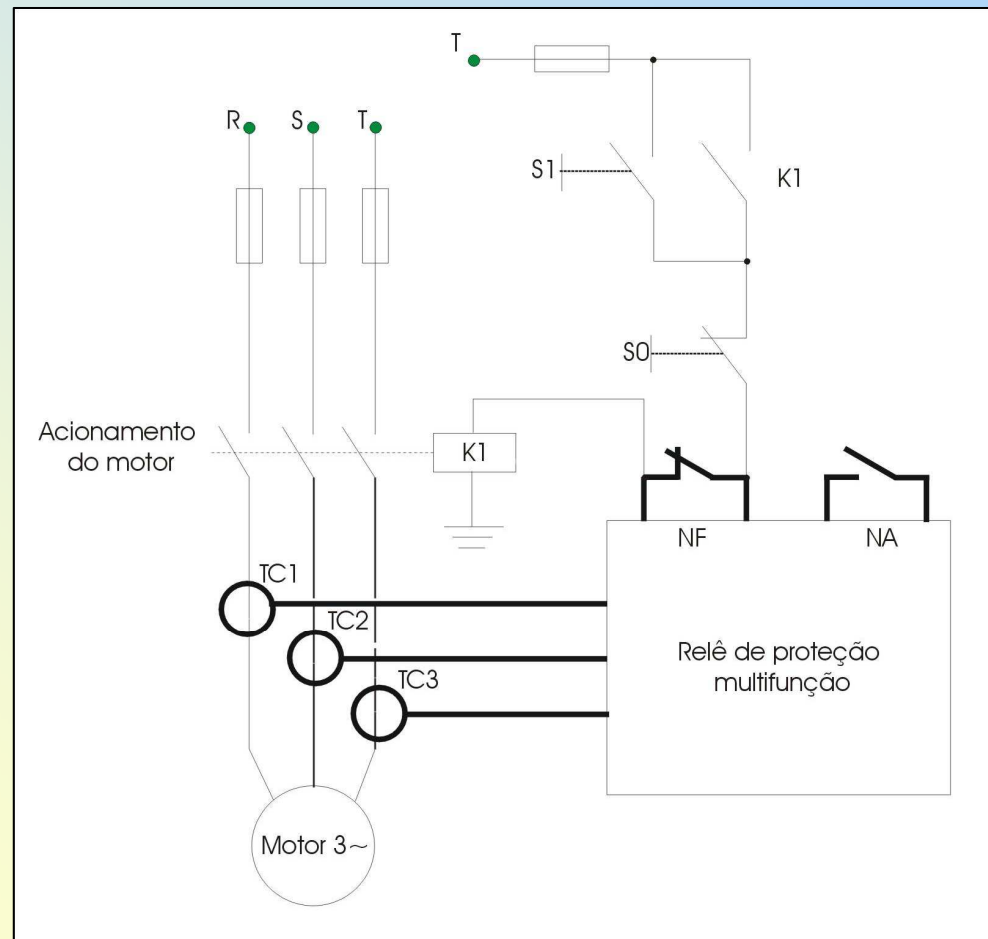 T
R
S
T
S1
K1
S0
Acionamento
do motor
K1
NF
NA
TC1
TC2
TC3
Relê de proteção
multifunção
Motor 3~